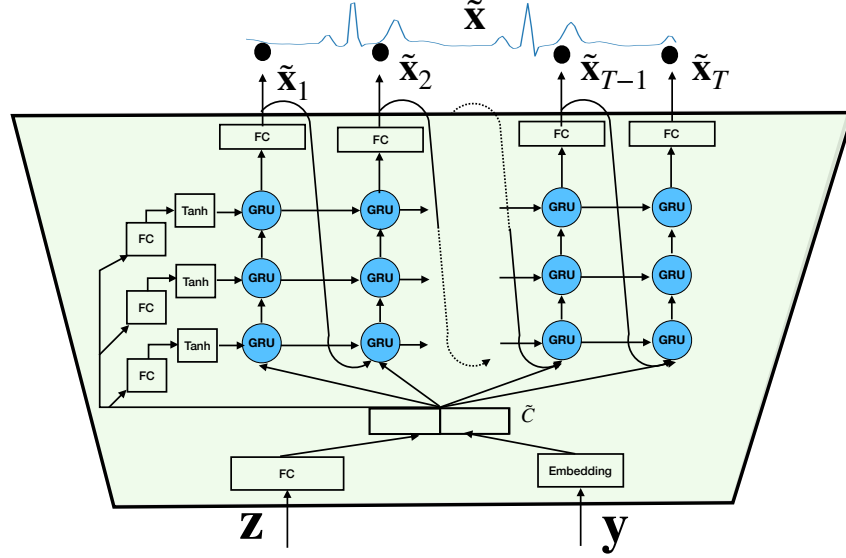 x̃
x̃₁ x̃₂ x̃_{T−1} x̃_T
FC FC FC FC
Tanh GRU GRU GRU GRU
FC
Tanh GRU GRU GRU GRU
FC
Tanh GRU GRU GRU GRU
FC
C̃
FC Embedding
z y